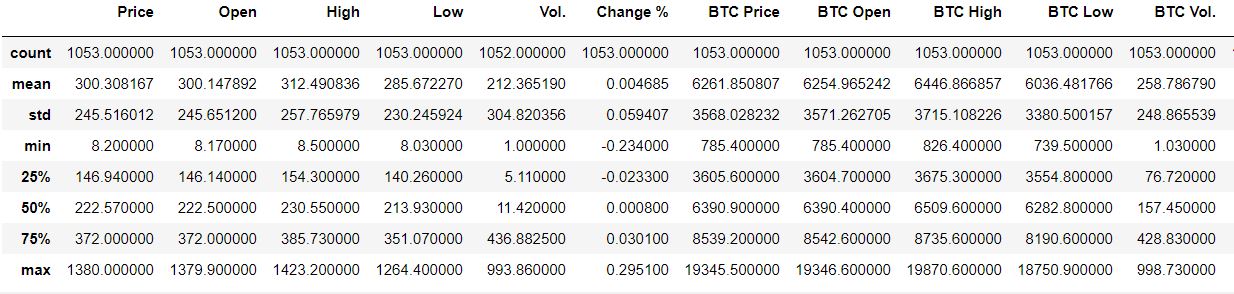 Price Open High Low Vol. Change % BTC Price BTC Open BTC High BTC Low BTC Vol.
count 1053.000000 1053.000000 1053.000000 1053.000000 1052.000000 1053.000000 1053.000000 1053.000000 1053.000000 1053.000000 1053.000000
mean 300.308167 300.147892 312.490836 285.672270 212.365190 0.004685 6261.850807 6254.965242 6446.866857 6036.481766 258.786790
std 245.516012 245.651200 257.765979 230.245924 304.820356 0.059407 3568.028232 3571.262705 3715.108226 3380.500157 248.865539
min 8.200000 8.170000 8.500000 8.030000 1.000000 -0.234000 785.400000 785.400000 826.400000 739.500000 1.030000
25% 146.940000 146.140000 154.300000 140.260000 5.110000 -0.023300 3605.600000 3604.700000 3675.300000 3554.800000 76.720000
50% 222.570000 222.500000 230.550000 213.930000 11.420000 0.000800 6390.900000 6390.400000 6509.600000 6282.800000 157.450000
75% 372.000000 372.000000 385.730000 351.070000 436.882500 0.030100 8539.200000 8542.600000 8735.600000 8190.600000 428.830000
max 1380.000000 1379.900000 1423.200000 1264.400000 993.860000 0.295100 19345.500000 19346.600000 19870.600000 18750.900000 998.730000